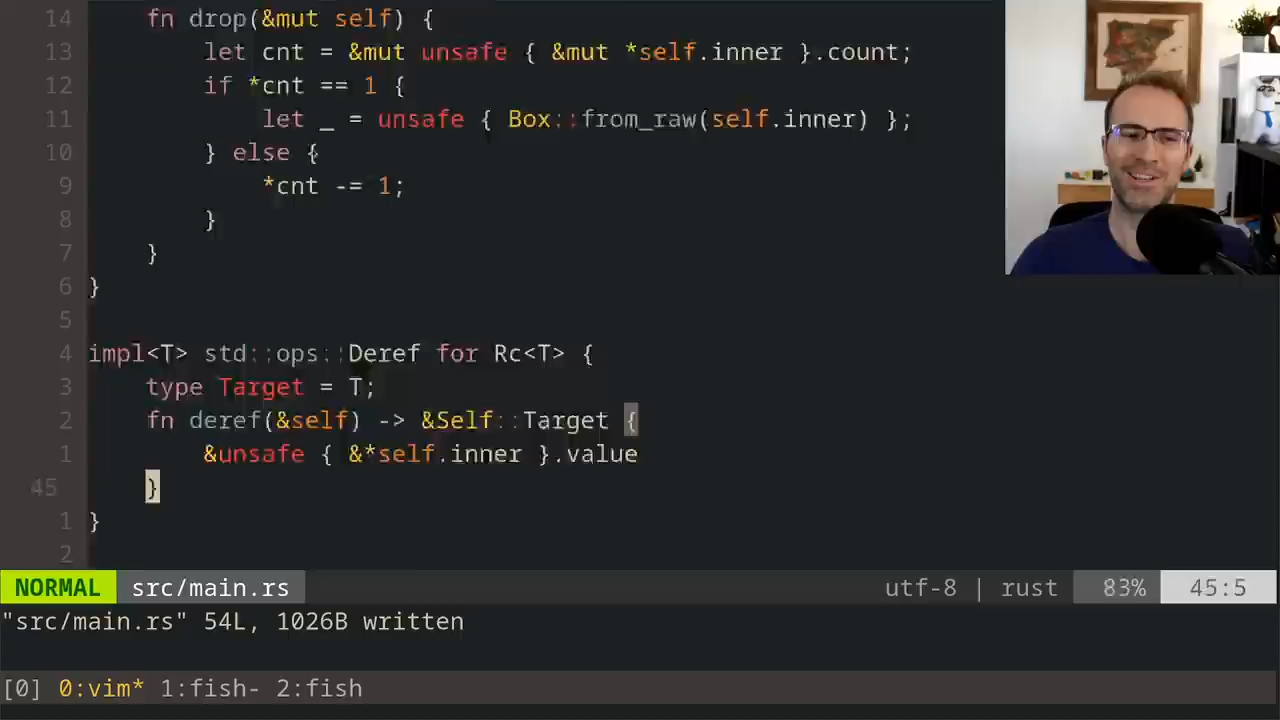 14     fn drop(&mut self) {
13         let cnt = &mut unsafe { &mut *self.inner }.count;
12         if *cnt == 1 {
11             let _ = unsafe { Box::from_raw(self.inner) };
10         } else {
9             *cnt -= 1;
8         }
7     }
6 }
5
4 impl<T> std::ops::Deref for Rc<T> {
3     type Target = T;
2     fn deref(&self) -> &Self::Target {
1         &unsafe { &*self.inner }.value
45     }
1 }
2
NORMAL src/main.rs utf-8 | rust 83% 45:5
"src/main.rs" 54L, 1026B written
[0] 0:vim* 1:fish- 2:fish